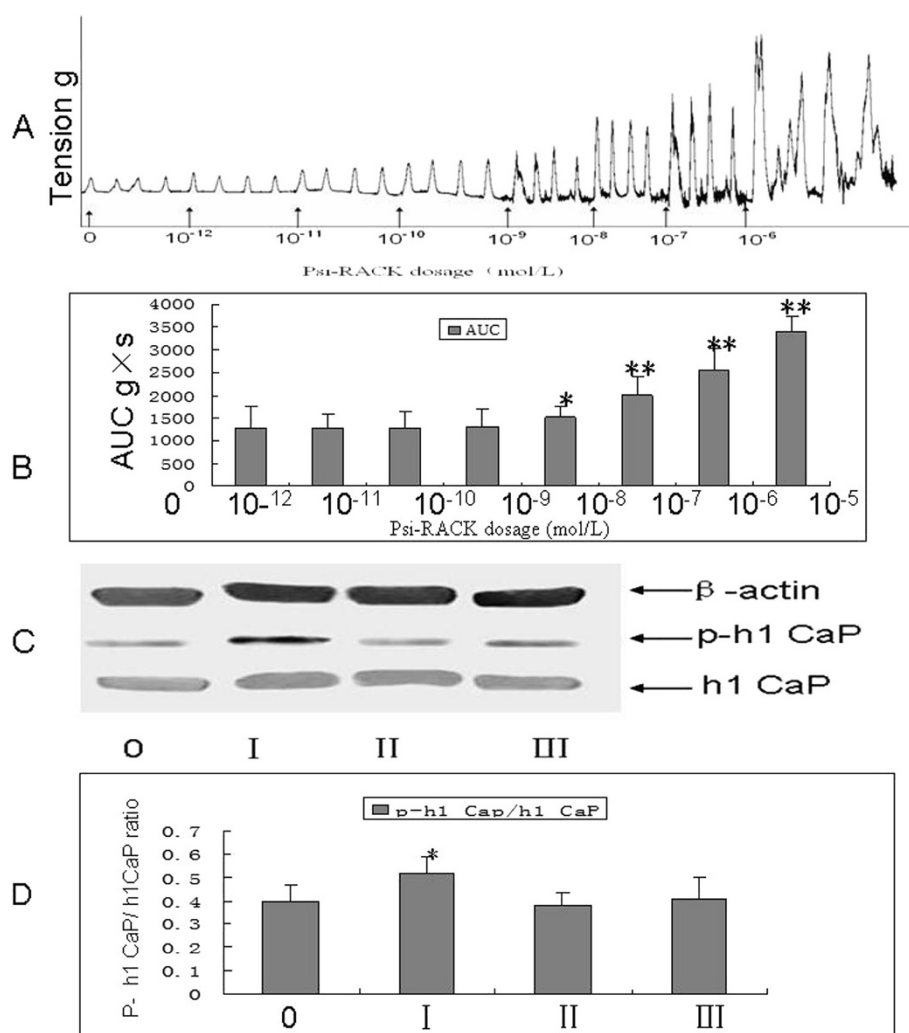 A
Tension g
0 10-12 10-11 10-10 10-9 10-8 10-7 10-6
Psi-RACK dosage (mol/L)
B
AUC g×s
AUC
4000
3500
3000
2500
2000
1500
1000
500
0
* ** ** **
0 10-12 10-11 10-10 10-9 10-8 10-7 10-6 10-5
Psi-RACK dosage (mol/L)
C
β-actin
p-h1 CaP
h1 CaP
0 I II III
D
P- h1 CaP/ h1CaP ratio
p-h1 Cap/h1 CaP
0.7
0.6
0.5
0.4
0.3
0.2
0.1
0
*
0 I II III